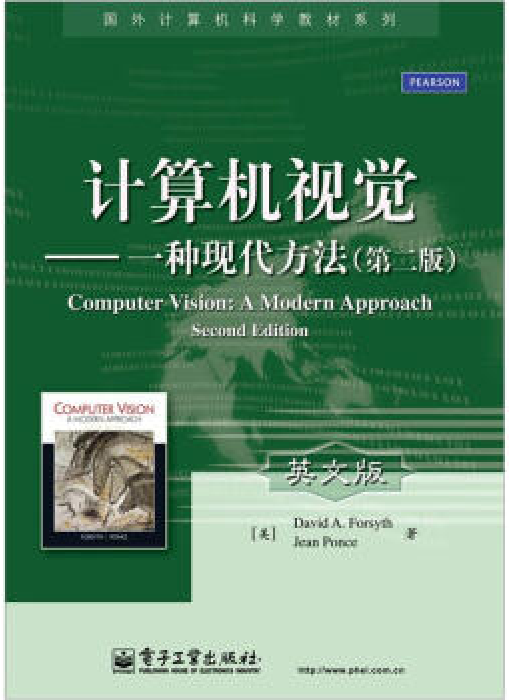 国外计算机科学教材系列
PEARSON
计算机视觉
——一种现代方法(第二版)
Computer Vision: A Modern Approach
Second Edition
COMPUTER VISION
A MODERN APPROACH
FORSYTH | PONCE
英文版
[美] David A. Forsyth
Jean Ponce 著
电子工业出版社
PUBLISHING HOUSE OF ELECTRONICS INDUSTRY
http://www.phei.com.cn